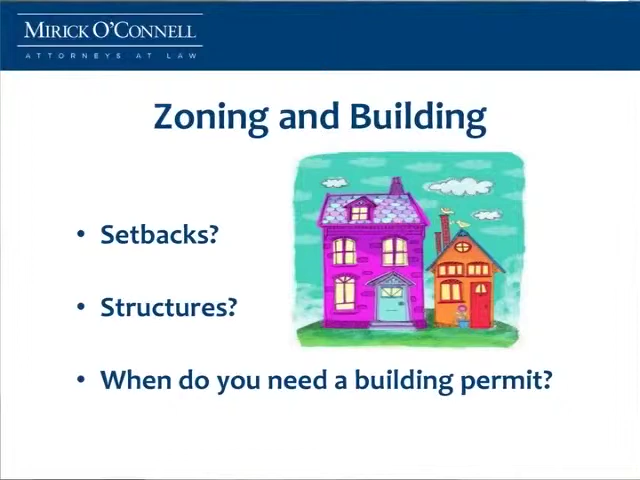 MIRICK O'CONNELL
ATTORNEYS AT LAW
Zoning and Building
• Setbacks?
• Structures?
• When do you need a building permit?